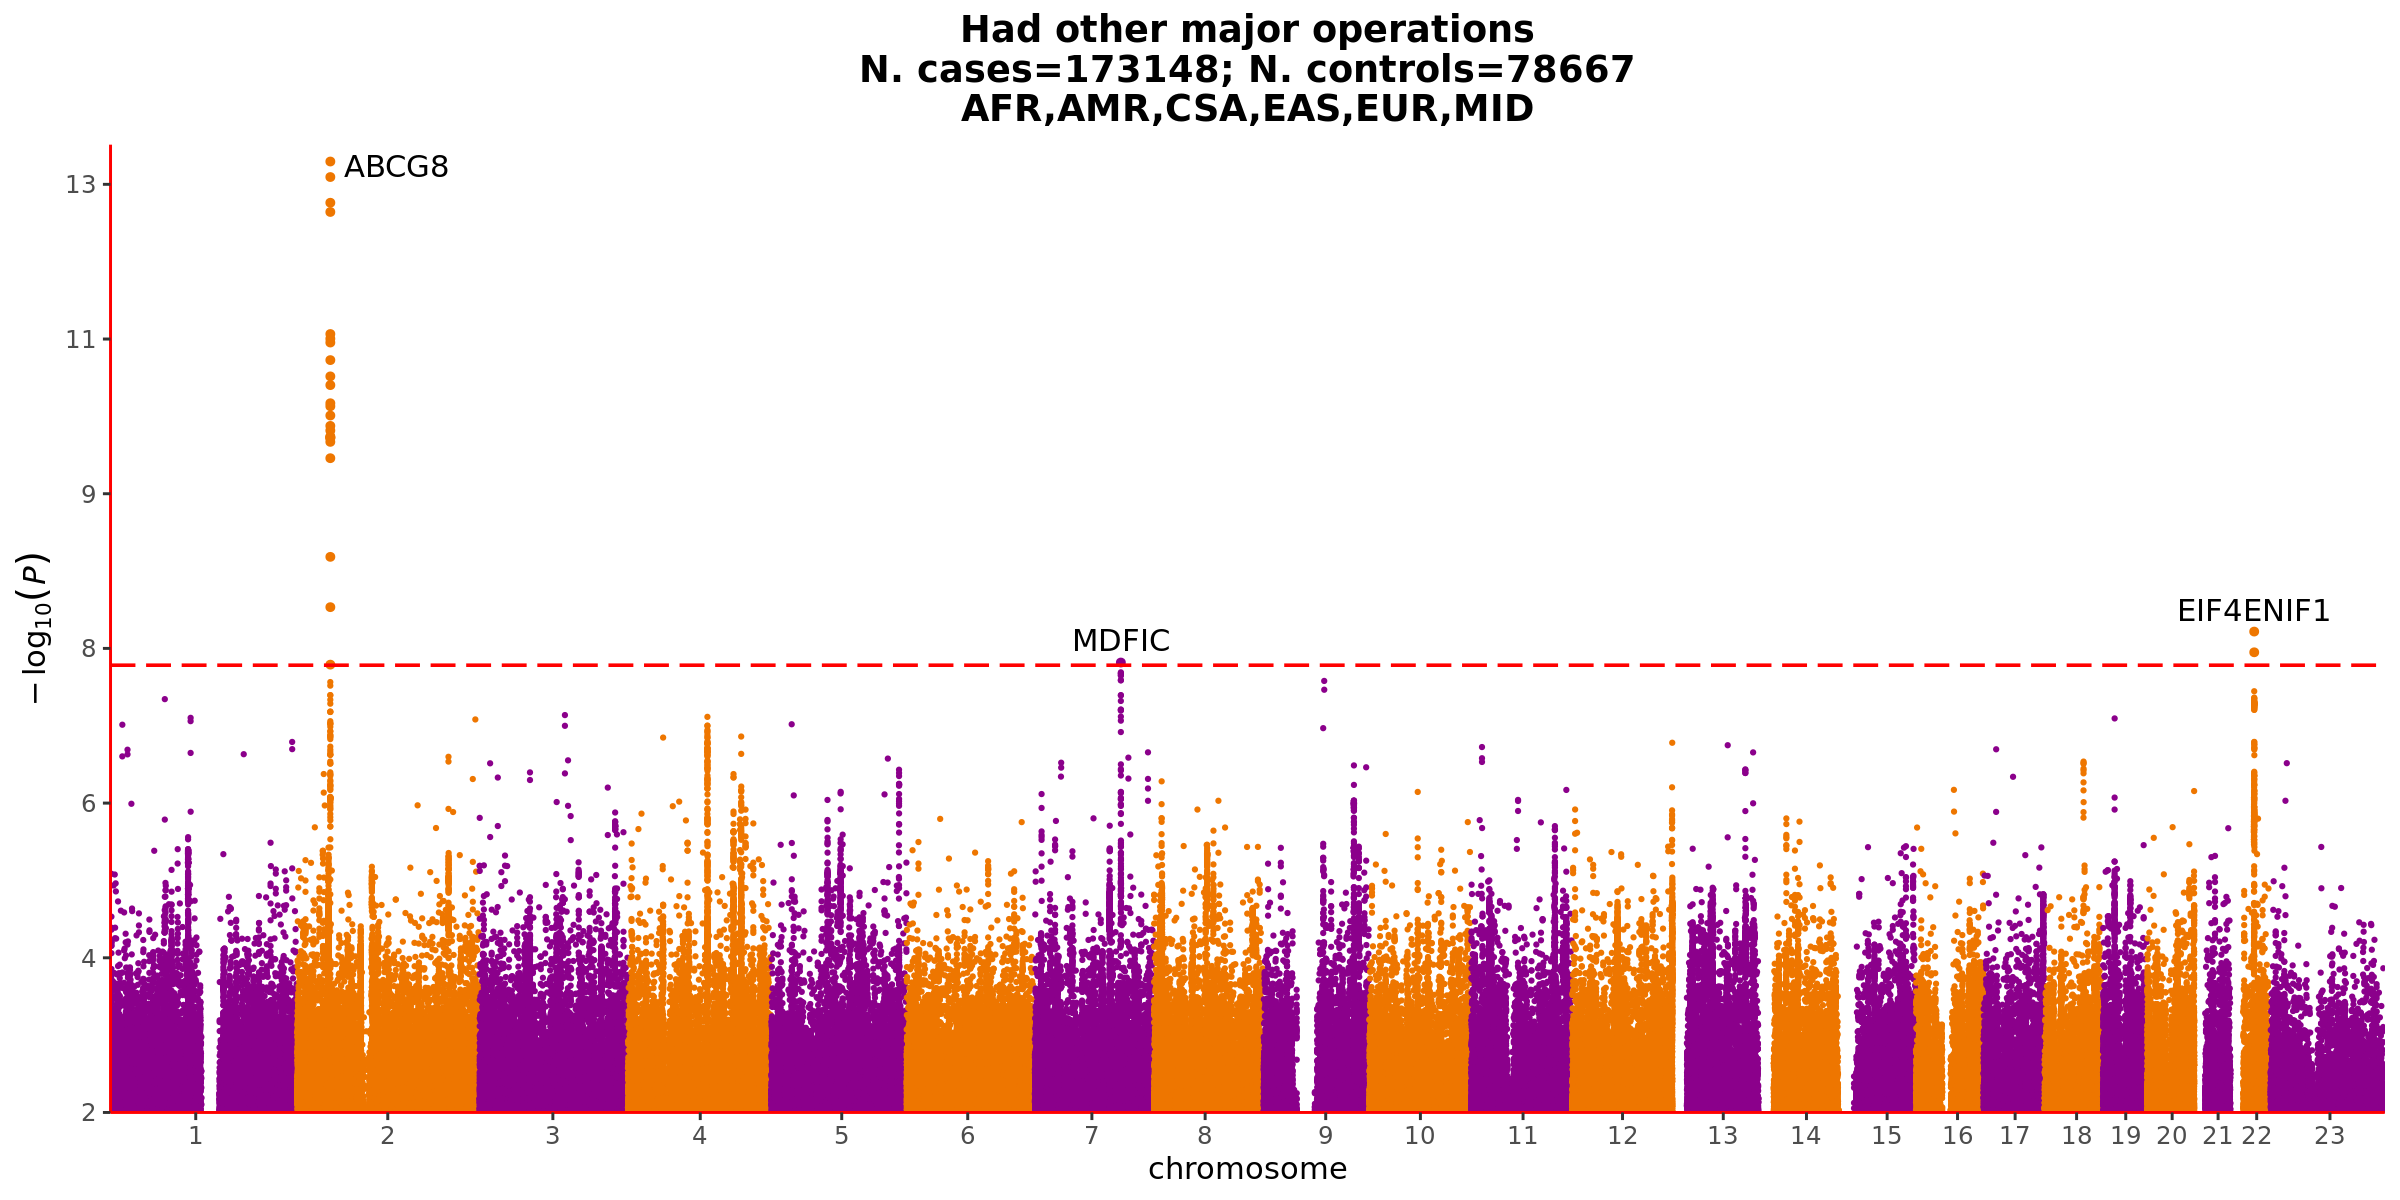 Had other major operations
N. cases=173148; N. controls=78667
AFR,AMR,CSA,EAS,EUR,MID
ABCG8
MDFIC
EIF4ENIF1
13
11
9
8
6
4
2
−log10(P)
1 2 3 4 5 6 7 8 9 10 11 12 13 14 15 16 17 18 19 20 21 22 23
chromosome